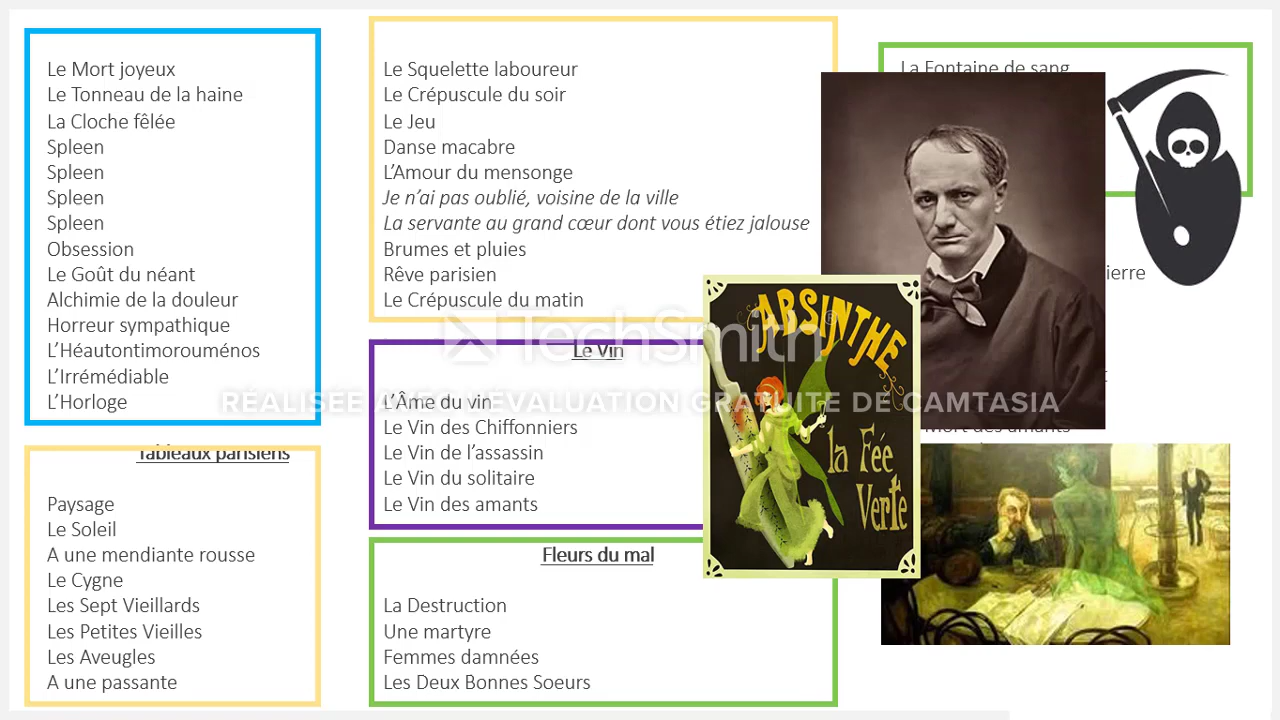 Le Mort joyeux
Le Tonneau de la haine
La Cloche fêlée
Spleen
Spleen
Spleen
Spleen
Obsession
Le Goût du néant
Alchimie de la douleur
Horreur sympathique
L'Héautontimorouménos
L'Irrémédiable
L'Horloge
Tableaux parisiens
Paysage
Le Soleil
A une mendiante rousse
Le Cygne
Les Sept Vieillards
Les Petites Vieilles
Les Aveugles
A une passante
Le Squelette laboureur
Le Crépuscule du soir
Le Jeu
Danse macabre
L'Amour du mensonge
Je n'ai pas oublié, voisine de la ville
La servante au grand cœur dont vous étiez jalouse
Brumes et pluies
Rêve parisien
Le Crépuscule du matin
TechSmith®
Le Vin
RÉALISÉE ÉVALUATION GRATUITE DE CAMTASIA
L'Âme du vin
Le Vin des Chiffonniers
Le Vin de l'assassin
Le Vin du solitaire
Le Vin des amants
Fleurs du mal
La Destruction
Une martyre
Femmes damnées
Les Deux Bonnes Soeurs
ABSINTHE
la Fée
Verte
La Fontaine de sang
ierre
Mort des amants